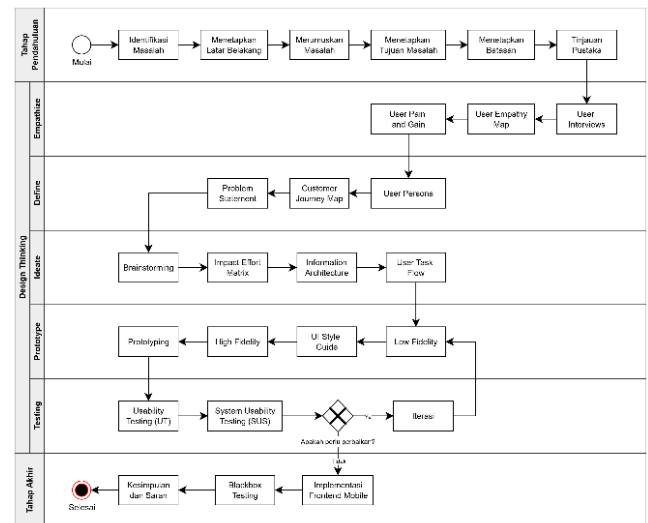 Tahap
Pendahuluan
Mulai
Identifikasi
Masalah
Menetapkan
Latar Belakang
Merumuskan
Masalah
Menetapkan
Tujuan Masalah
Menetapkan
Batasan
Tinjauan
Pustaka
Design Thinking
Empathize
User
Interviews
User Empathy
Map
User Pain
and Gain
Define
User Persona
Customer
Journey Map
Problem
Statement
Ideate
Brainstorming
Impact Effort
Matrix
Information
Architecture
User Task
Flow
Prototype
Low Fidelity
UI Style
Guide
High Fidelity
Prototyping
Testing
Usability
Testing (UT)
System Usability
Testing (SUS)
Apakah perlu perbaikan?
Ya
Iterasi
Tidak
Tahap Akhir
Implementasi
Frontend Mobile
Blackbox
Testing
Kesimpulan
dan Saran
Selesai